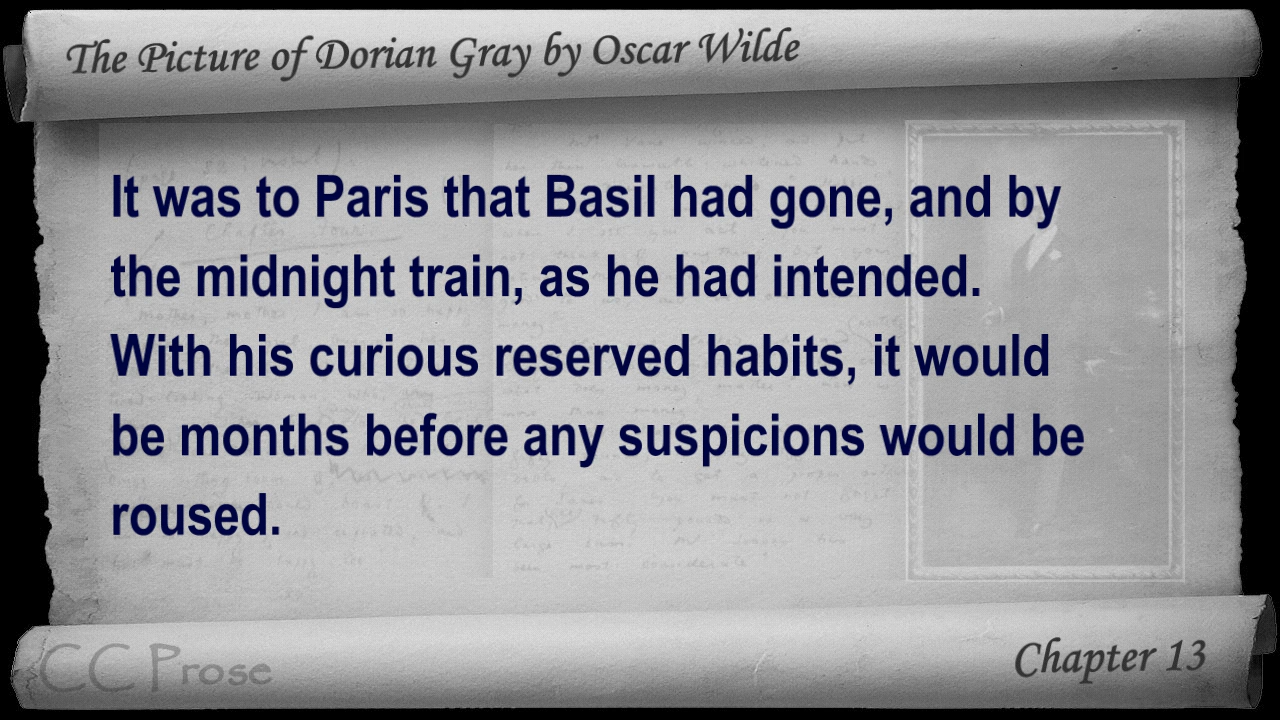 The Picture of Dorian Gray by Oscar Wilde
It was to Paris that Basil had gone, and by
the midnight train, as he had intended.
With his curious reserved habits, it would
be months before any suspicions would be
roused.
CC Prose
Chapter 13